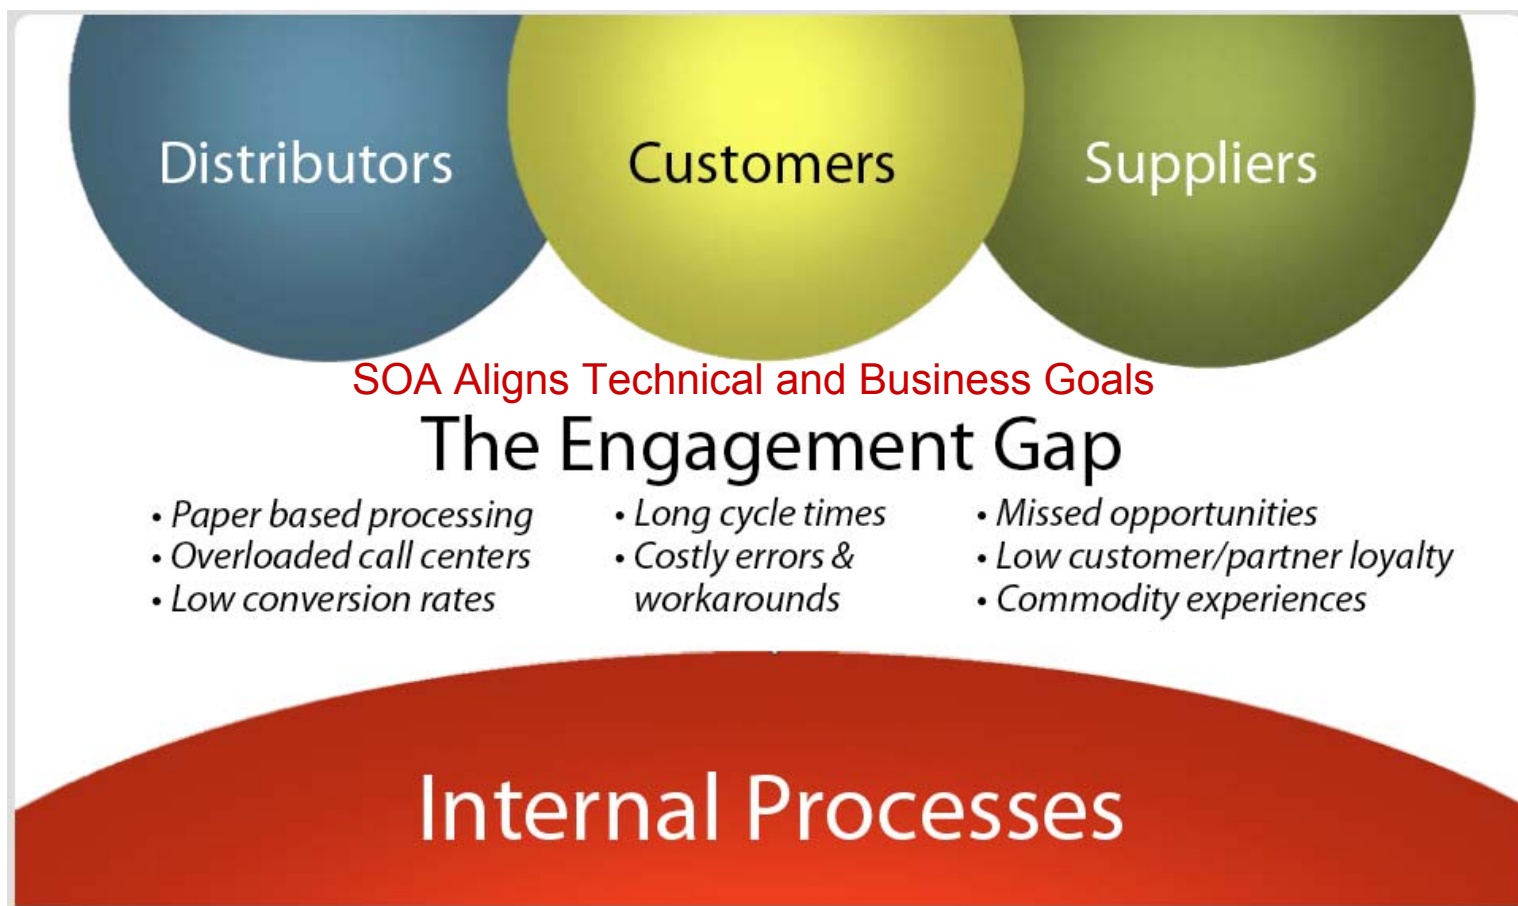 Distributors
Customers
Suppliers
SOA Aligns Technical and Business Goals
The Engagement Gap
• Paper based processing
• Overloaded call centers
• Low conversion rates
• Long cycle times
• Costly errors &
workarounds
• Missed opportunities
• Low customer/partner loyalty
• Commodity experiences
Internal Processes